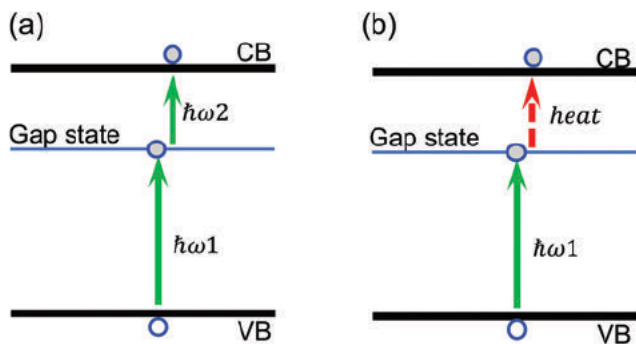 (a)
CB
ℏω2
Gap state
ℏω1
VB
(b)
CB
heat
Gap state
ℏω1
VB